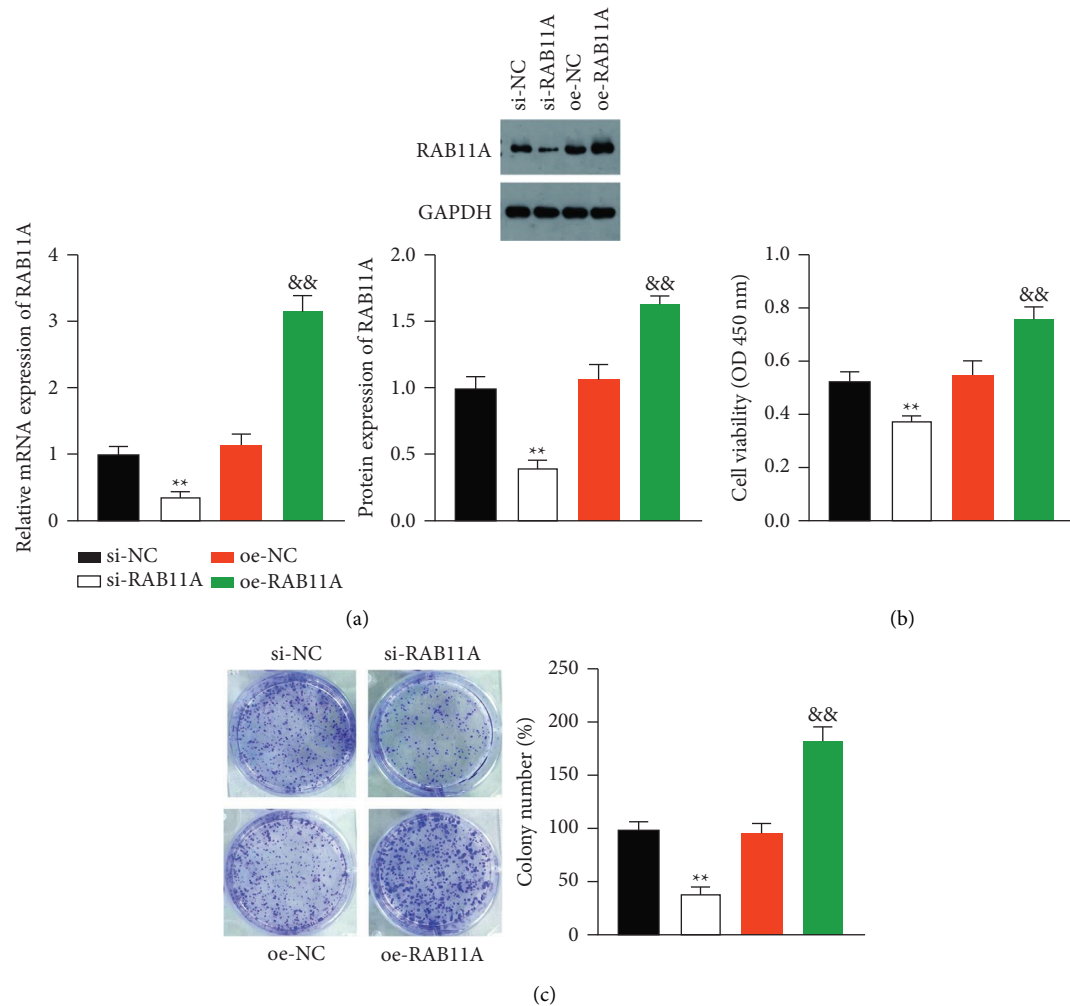 si-NC
si-RAB11A
oe-NC
oe-RAB11A
RAB11A
GAPDH
Relative mRNA expression of RAB11A
4
3
2
1
0
**
&&
Protein expression of RAB11A
2.0
1.5
1.0
0.5
0.0
**
&&
si-NC
oe-NC
si-RAB11A
oe-RAB11A
(a)
Cell viability (OD 450 nm)
1.0
0.8
0.6
0.4
0.2
0.0
**
&&
(b)
si-NC
si-RAB11A
oe-NC
oe-RAB11A
Colony number (%)
250
200
150
100
50
0
**
&&
(c)